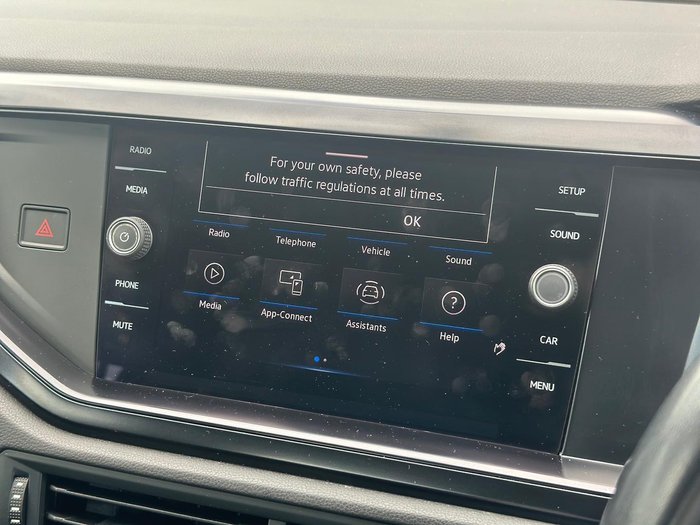 RADIO
MEDIA
PHONE
MUTE
For your own safety, please
follow traffic regulations at all times.
OK
Radio
Telephone
Vehicle
Sound
Media
App-Connect
Assistants
Help
SETUP
SOUND
CAR
MENU